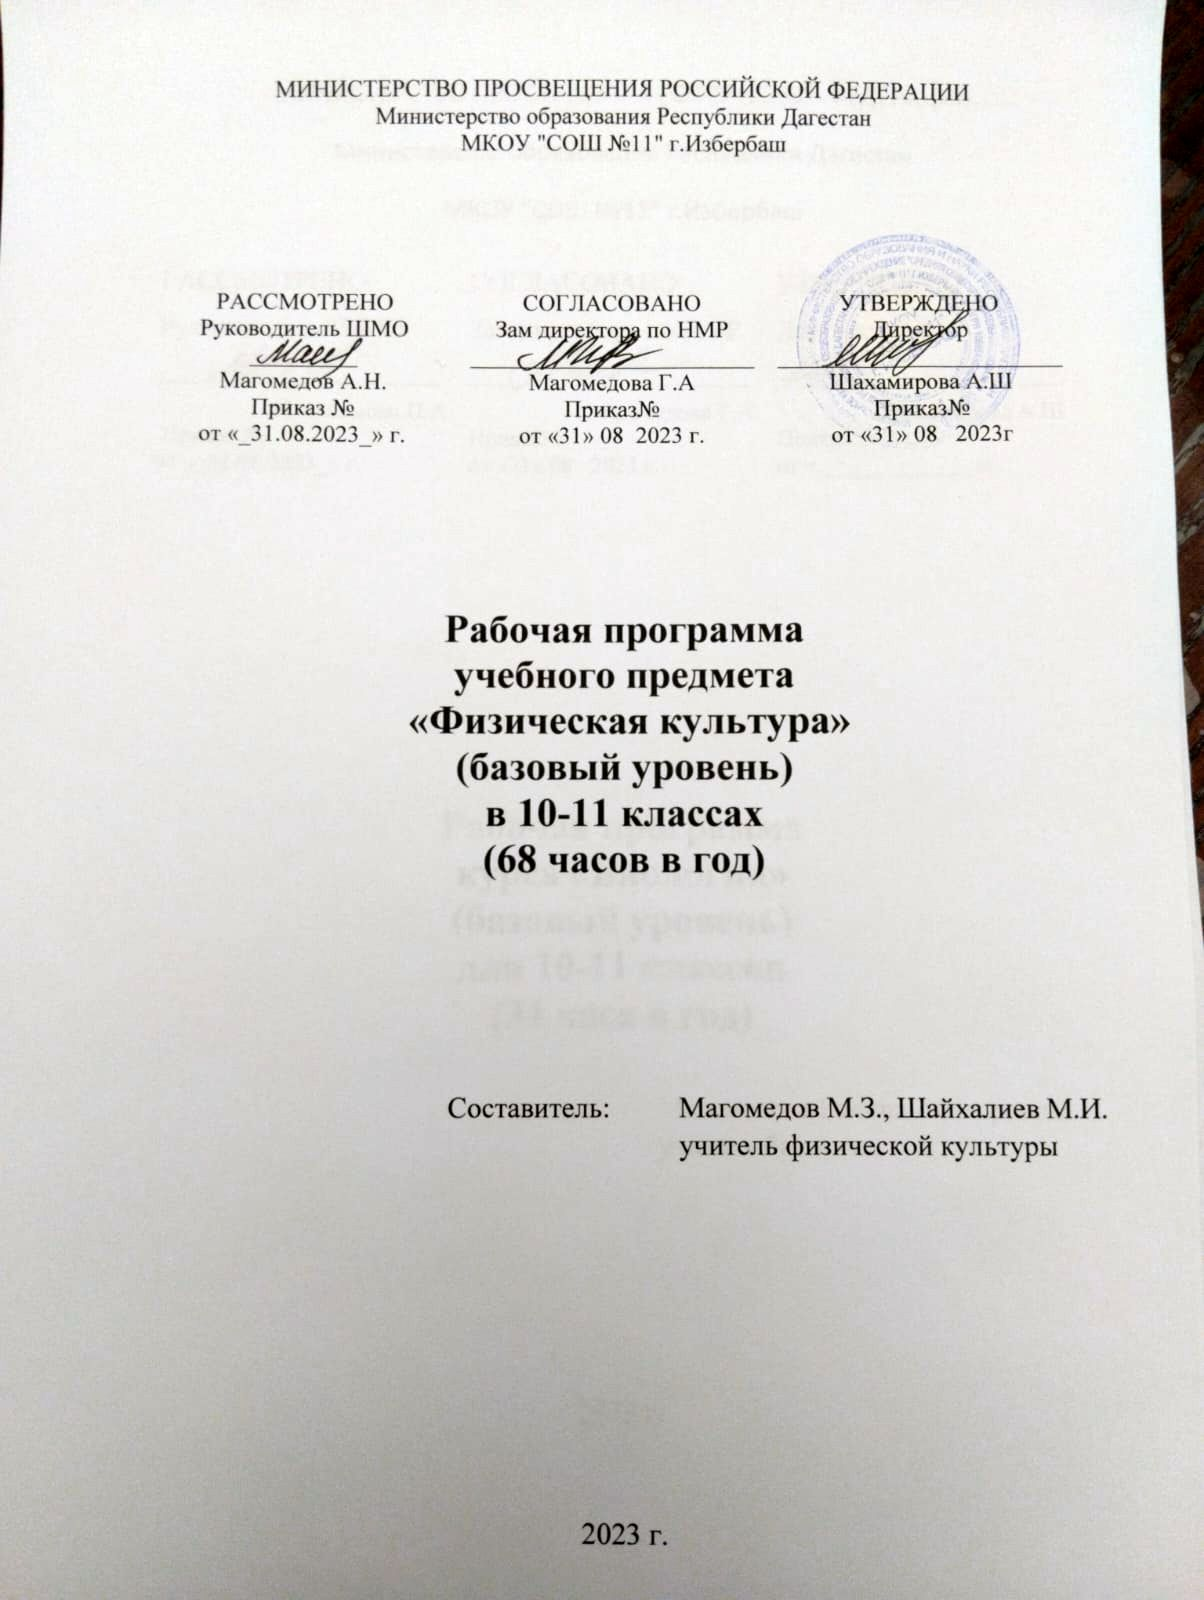 МИНИСТЕРСТВО ПРОСВЕЩЕНИЯ РОССИЙСКОЙ ФЕДЕРАЦИИ
Министерство образования Республики Дагестан
МКОУ "СОШ №11" г.Избербаш
РАССМОТРЕНО
Руководитель ШМО
Магомедов А.Н.
Приказ №
от «_31.08.2023_» г.
СОГЛАСОВАНО
Зам директора по НМР
Магомедова Г.А
Приказ№
от «31» 08 2023 г.
УТВЕРЖДЕНО
Директор
Шахамирова А.Ш
Приказ№
от «31» 08 2023г
Рабочая программа
учебного предмета
«Физическая культура»
(базовый уровень)
в 10-11 классах
(68 часов в год)
Составитель: Магомедов М.З., Шайхалиев М.И.
учитель физической культуры
2023 г.